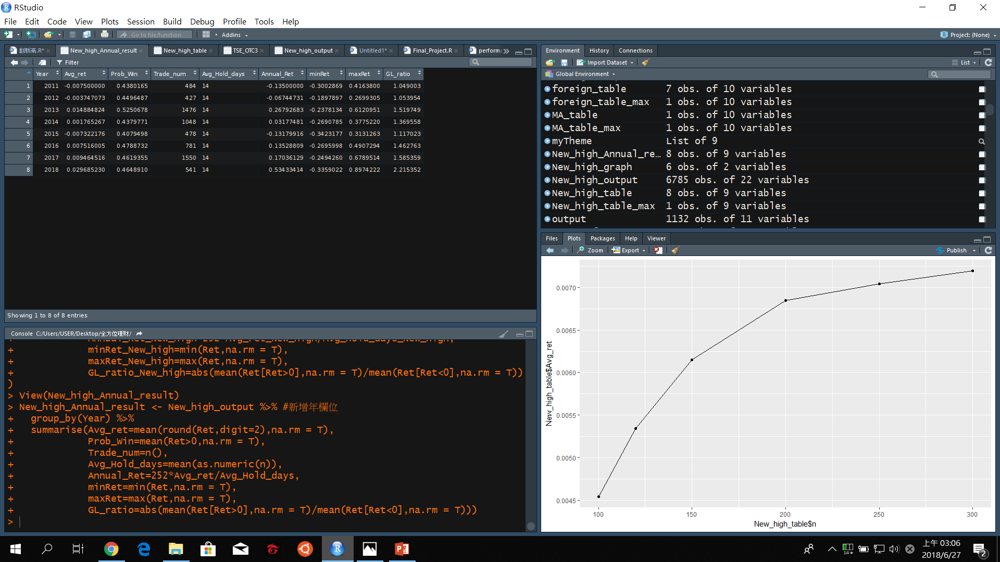 RStudio
File Edit Code View Plots Session Build Debug Profile Tools Help
Go to file/function Addins Project: (None)
創新高.R* New_high_Annual_result New_high_table TSE_OTC3 New_high_output Untitled1* Final_Project.R performa
Filter
Year Avg_ret Prob_Win Trade_num Avg_Hold_days Annual_Ret minRet maxRet GL_ratio
1 2011 -0.007500000 0.4380165 484 14 -0.13500000 -0.3002869 0.4163800 1.049003
2 2012 -0.003747073 0.4496487 427 14 -0.06744731 -0.1897897 0.2699305 1.053954
3 2013 0.014884824 0.5250678 1476 14 0.26792683 -0.2378134 0.6120951 1.519749
4 2014 0.001765267 0.4379771 1048 14 0.03177481 -0.2690785 0.3775220 1.369558
5 2015 -0.007322176 0.4079498 478 14 -0.13179916 -0.3423177 0.3131263 1.117023
6 2016 0.007516005 0.4788732 781 14 0.13528809 -0.2695998 0.4907294 1.462763
7 2017 0.009464516 0.4619355 1550 14 0.17036129 -0.2494260 0.6789514 1.585359
8 2018 0.029685230 0.4648910 541 14 0.53433414 -0.3359022 0.8974222 2.215352
Showing 1 to 8 of 8 entries
Console C:/Users/USER/Desktop/全方位理財/
+ Annual_Ret_New_high=252*Avg_ret_New_high/Avg_Hold_days_New_high,
+ minRet_New_high=min(Ret,na.rm = T),
+ maxRet_New_high=max(Ret,na.rm = T),
+ GL_ratio_New_high=abs(mean(Ret[Ret>0],na.rm = T)/mean(Ret[Ret<0],na.rm = T))
)
> View(New_high_Annual_result)
> New_high_Annual_result <- New_high_output %>% #新增年欄位
+ group_by(Year) %>%
+ summarise(Avg_ret=mean(round(Ret,digit=2),na.rm = T),
+ Prob_Win=mean(Ret>0,na.rm = T),
+ Trade_num=n(),
+ Avg_Hold_days=mean(as.numeric(n)),
+ Annual_Ret=252*Avg_ret/Avg_Hold_days,
+ minRet=min(Ret,na.rm = T),
+ maxRet=max(Ret,na.rm = T),
+ GL_ratio=abs(mean(Ret[Ret>0],na.rm = T)/mean(Ret[Ret<0],na.rm = T)))
>
Environment History Connections
Import Dataset List
Global Environment
foreign_table 7 obs. of 10 variables
foreign_table_max 1 obs. of 10 variables
MA_table 1 obs. of 10 variables
MA_table_max 1 obs. of 10 variables
myTheme List of 9
New_high_Annual_re… 8 obs. of 9 variables
New_high_graph 6 obs. of 2 variables
New_high_output 6785 obs. of 22 variables
New_high_table 8 obs. of 9 variables
New_high_table_max 1 obs. of 9 variables
output 1132 obs. of 11 variables
Files Plots Packages Help Viewer
Zoom Export Publish
New_high_table$Avg_ret
0.0070
0.0065
0.0060
0.0055
0.0050
0.0045
100 150 200 250 300
New_high_table$n
上午 03:06
2018/6/27
2